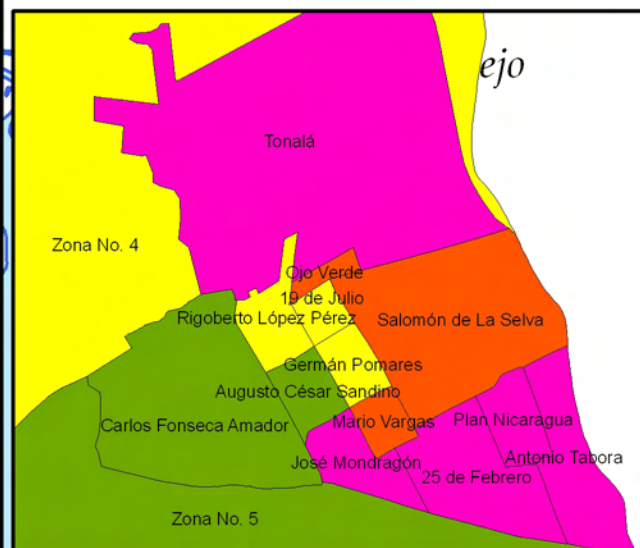 ejo
Tonalá
Zona No. 4
Ojo Verde
19 de Julio
Rigoberto López Pérez
Salomón de La Selva
Germán Pomares
Augusto César Sandino
Mario Vargas
Plan Nicaragua
Carlos Fonseca Amador
José Mondragón
Antonio Tabora
25 de Febrero
Zona No. 5